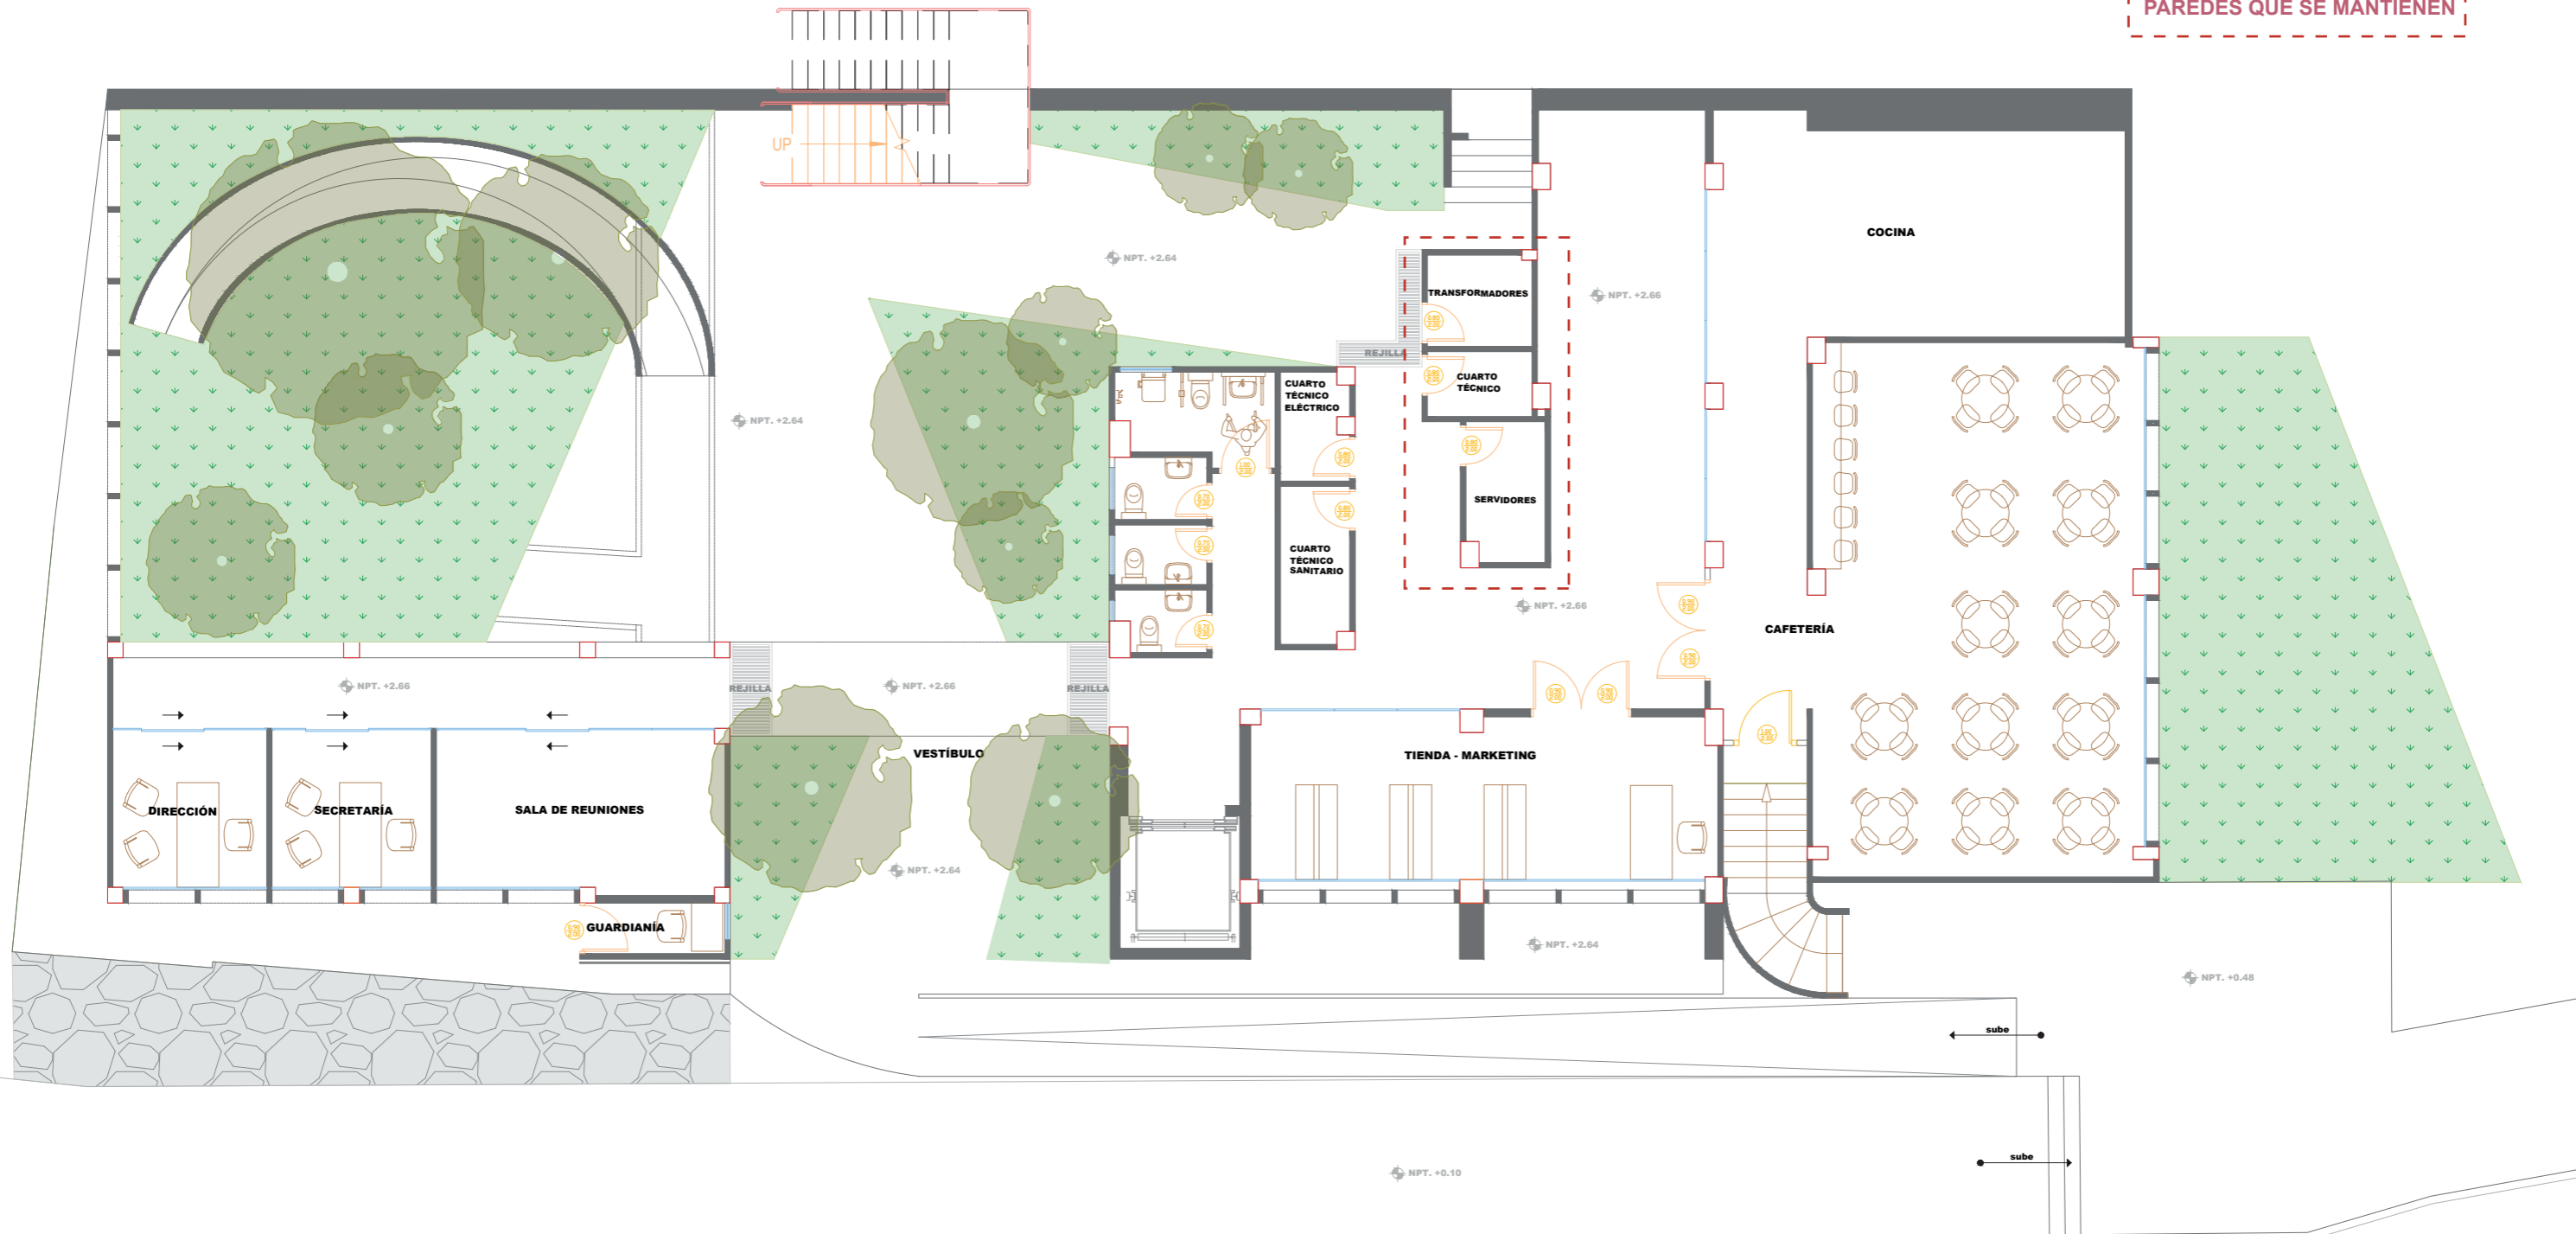 PAREDES QUE SE MANTIENEN
UP
COCINA
NPT. +2.64
TRANSFORMADORES
NPT. +2.66
REJILLA
CUARTO
TÉCNICO
CUARTO
TÉCNICO
ELÉCTRICO
NPT. +2.64
SERVIDORES
CUARTO
TÉCNICO
SANITARIO
NPT. +2.66
CAFETERÍA
NPT. +2.66
REJILLA
NPT. +2.66
REJILLA
VESTÍBULO
TIENDA - MARKETING
DIRECCIÓN
SECRETARÍA
SALA DE REUNIONES
NPT. +2.64
GUARDIANÍA
NPT. +2.64
NPT. +0.48
sube
sube
NPT. +0.10